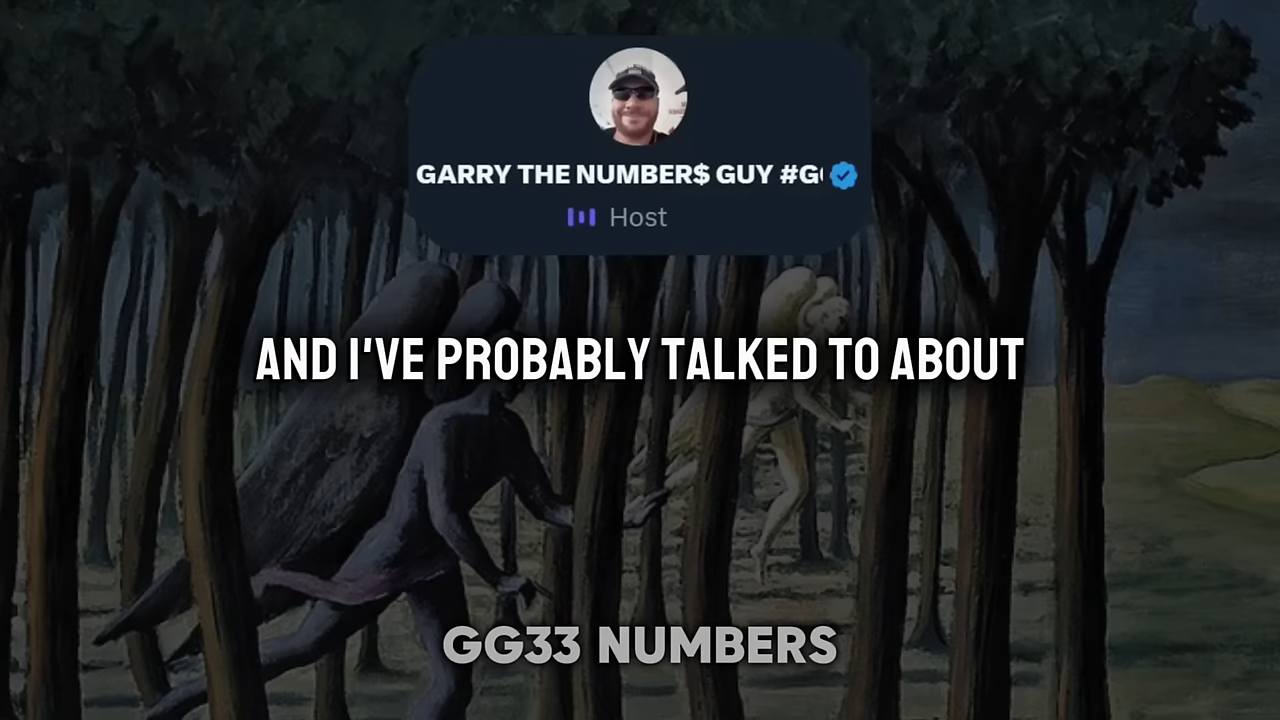 GARRY THE NUMBER$ GUY #G
Host
AND I'VE PROBABLY TALKED TO ABOUT
GG33 NUMBERS